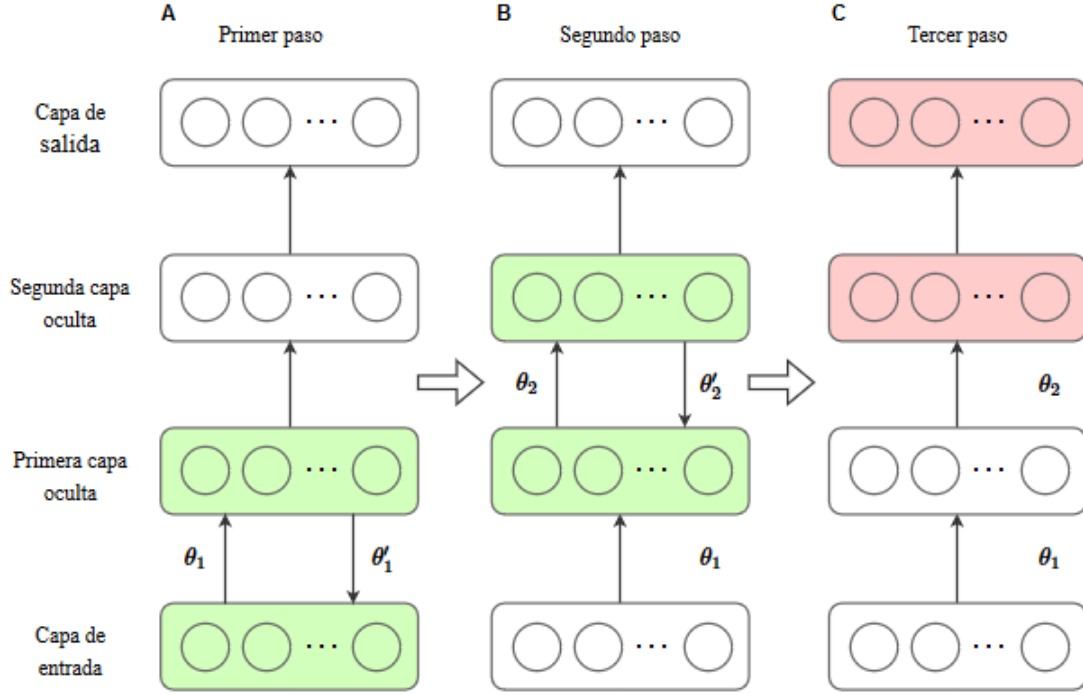 A
B
C
Primer paso
Segundo paso
Tercer paso
Capa de
salida
Segunda capa
oculta
θ₂
θ′₂
θ₂
Primera capa
oculta
θ₁
θ′₁
θ₁
θ₁
Capa de
entrada